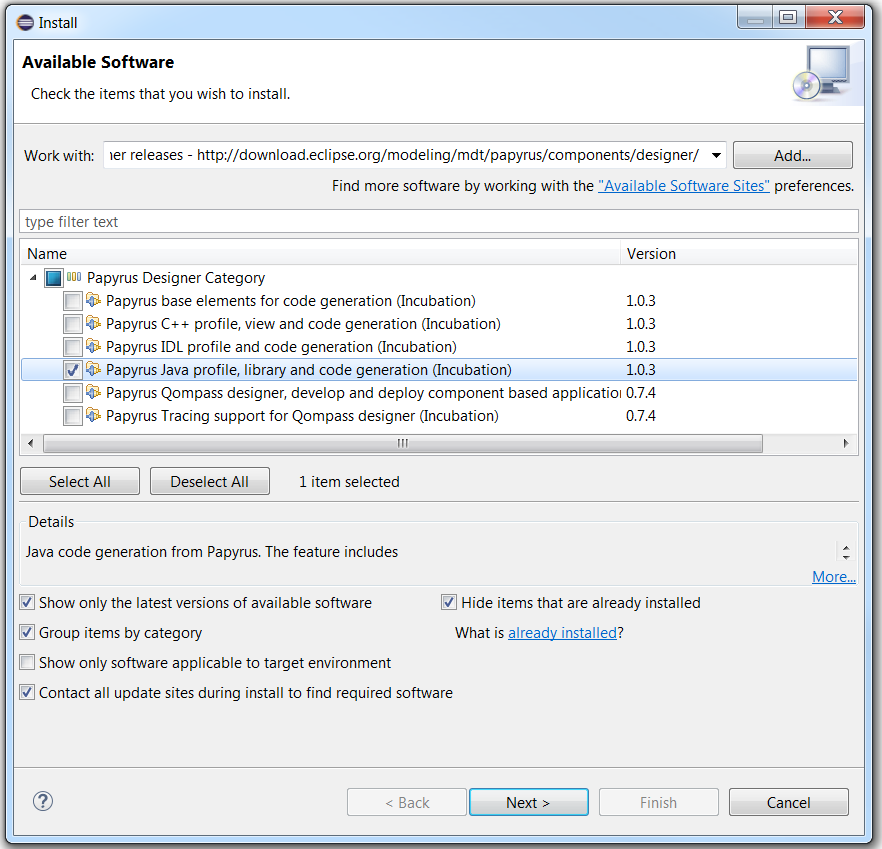 Install
Available Software
Check the items that you wish to install.
Work with: ner releases - http://download.eclipse.org/modeling/mdt/papyrus/components/designer/ Add...
Find more software by working with the "Available Software Sites" preferences.
type filter text
Name Version
Papyrus Designer Category
Papyrus base elements for code generation (Incubation) 1.0.3
Papyrus C++ profile, view and code generation (Incubation) 1.0.3
Papyrus IDL profile and code generation (Incubation) 1.0.3
Papyrus Java profile, library and code generation (Incubation) 1.0.3
Papyrus Qompass designer, develop and deploy component based application 0.7.4
Papyrus Tracing support for Qompass designer (Incubation) 0.7.4
Select All Deselect All 1 item selected
Details
Java code generation from Papyrus. The feature includes
More...
Show only the latest versions of available software Hide items that are already installed
Group items by category What is already installed?
Show only software applicable to target environment
Contact all update sites during install to find required software
? < Back Next > Finish Cancel